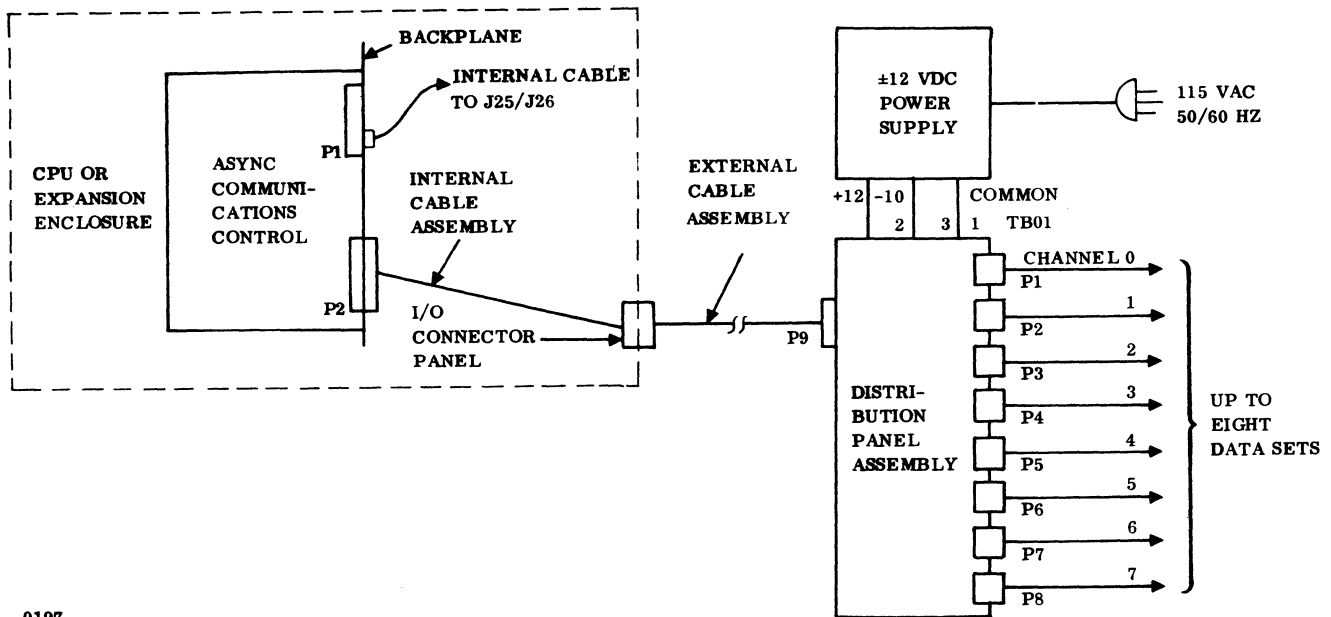 BACKPLANE
INTERNAL CABLE
TO J25/J26
P1
CPU OR
EXPANSION
ENCLOSURE
ASYNC
COMMUNI-
CATIONS
CONTROL
INTERNAL
CABLE
ASSEMBLY
P2
I/O
CONNECTOR
PANEL
EXTERNAL
CABLE
ASSEMBLY
±12 VDC
POWER
SUPPLY
115 VAC
50/60 HZ
+12 -10 COMMON
2 3 1 TB01
P9
DISTRI-
BUTION
PANEL
ASSEMBLY
CHANNEL 0
P1
1
P2
2
P3
3
P4
4
P5
5
P6
6
P7
7
P8
UP TO
EIGHT
DATA SETS